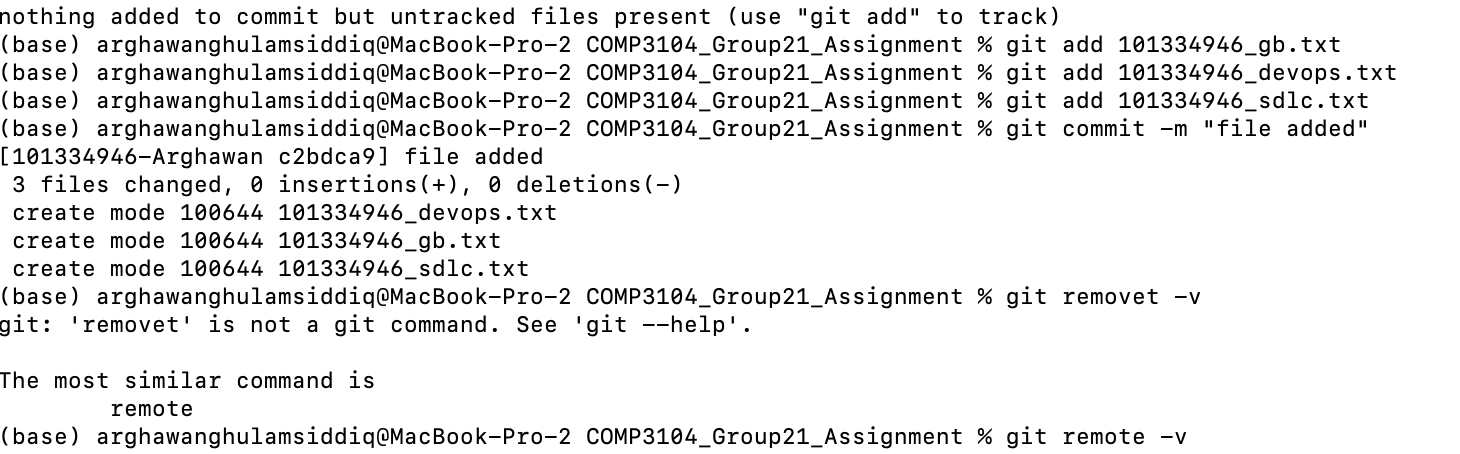 nothing added to commit but untracked files present (use "git add" to track)
(base) arghawanghulamsiddiq@MacBook-Pro-2 COMP3104_Group21_Assignment % git add 101334946_gb.txt
(base) arghawanghulamsiddiq@MacBook-Pro-2 COMP3104_Group21_Assignment % git add 101334946_devops.txt
(base) arghawanghulamsiddiq@MacBook-Pro-2 COMP3104_Group21_Assignment % git add 101334946_sdlc.txt
(base) arghawanghulamsiddiq@MacBook-Pro-2 COMP3104_Group21_Assignment % git commit -m "file added"
[101334946-Arghawan c2bdca9] file added
 3 files changed, 0 insertions(+), 0 deletions(-)
 create mode 100644 101334946_devops.txt
 create mode 100644 101334946_gb.txt
 create mode 100644 101334946_sdlc.txt
(base) arghawanghulamsiddiq@MacBook-Pro-2 COMP3104_Group21_Assignment % git removet -v
git: 'removet' is not a git command. See 'git --help'.

The most similar command is
        remote
(base) arghawanghulamsiddiq@MacBook-Pro-2 COMP3104_Group21_Assignment % git remote -v